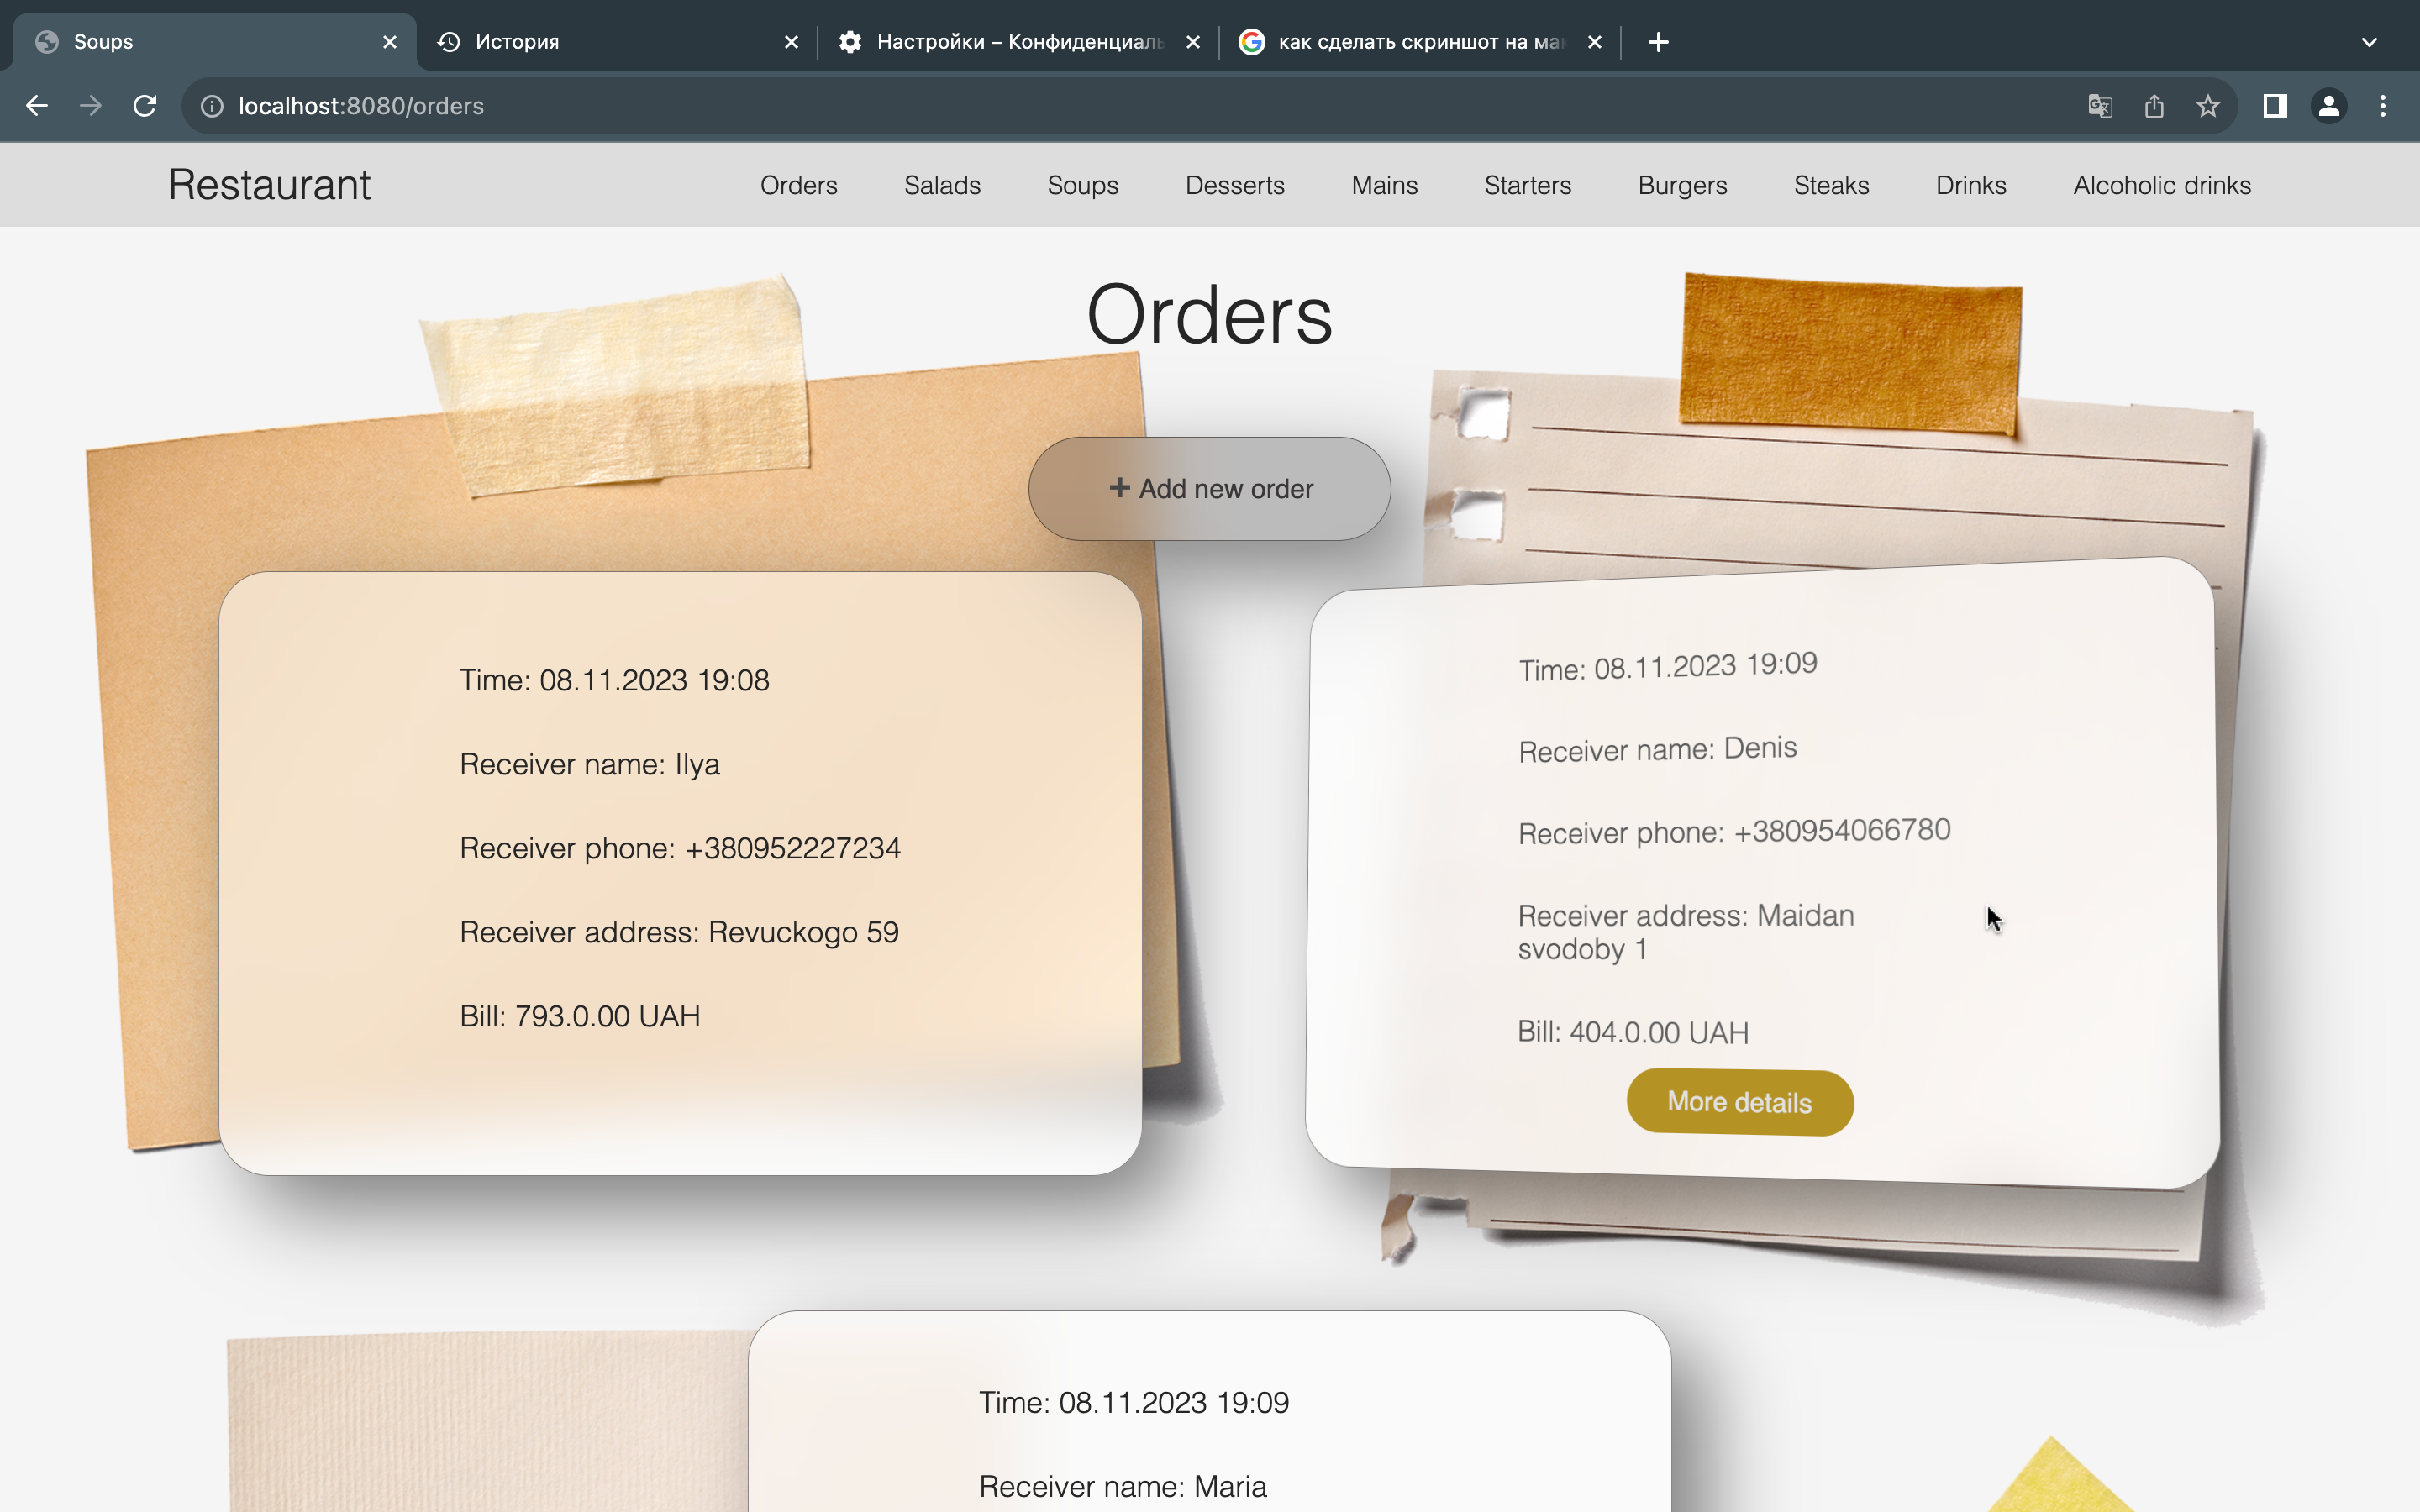 Soups
История
Настройки – Конфиденциаль
как сделать скриншот на ма
localhost:8080/orders
Restaurant
Orders
Salads
Soups
Desserts
Mains
Starters
Burgers
Steaks
Drinks
Alcoholic drinks
Orders
+ Add new order
Time: 08.11.2023 19:08
Receiver name: Ilya
Receiver phone: +380952227234
Receiver address: Revuckogo 59
Bill: 793.0.00 UAH
Time: 08.11.2023 19:09
Receiver name: Denis
Receiver phone: +380954066780
Receiver address: Maidan
svodoby 1
Bill: 404.0.00 UAH
More details
Time: 08.11.2023 19:09
Receiver name: Maria